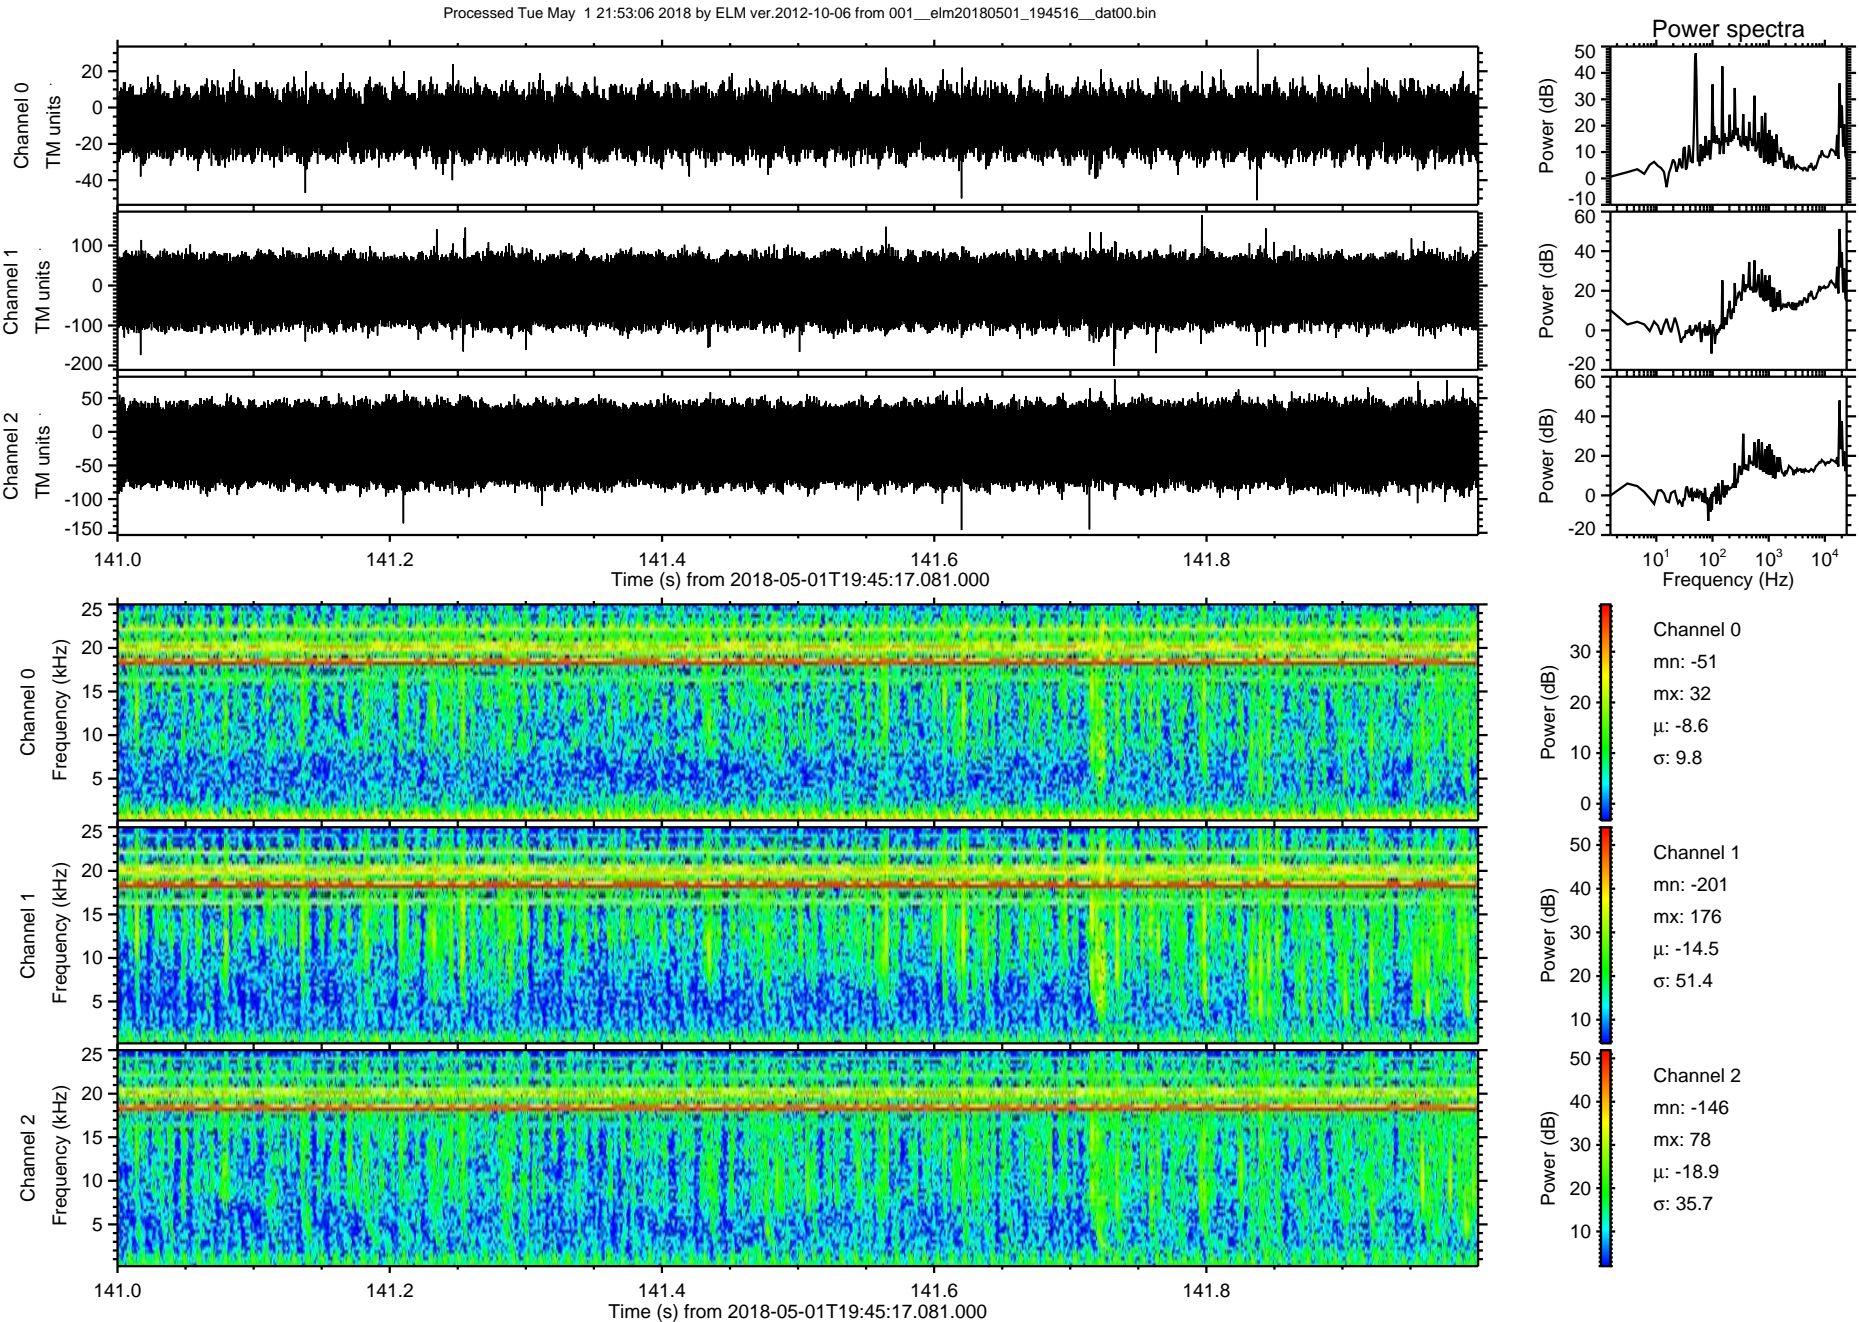 Processed Tue May 1 21:53:06 2018 by ELM ver.2012-10-06 from 001__elm20180501_194516__dat00.bin
Power spectra
Channel 0
TM units
20
0
-20
-40
Power (dB)
50
40
30
20
10
0
-10
Channel 1
TM units
100
0
-100
-200
Power (dB)
60
40
20
0
-20
Channel 2
TM units
50
0
-50
-100
-150
Power (dB)
60
40
20
0
-20
141.0 141.2 141.4 141.6 141.8
Time (s) from 2018-05-01T19:45:17.081.000
10^1 10^2 10^3 10^4
Frequency (Hz)
Channel 0
Frequency (kHz)
25
20
15
10
5
Power (dB)
30
20
10
0
Channel 0
mn: -51
mx: 32
μ: -8.6
σ: 9.8
Channel 1
Frequency (kHz)
25
20
15
10
5
Power (dB)
50
40
30
20
10
Channel 1
mn: -201
mx: 176
μ: -14.5
σ: 51.4
Channel 2
Frequency (kHz)
25
20
15
10
5
Power (dB)
50
40
30
20
10
Channel 2
mn: -146
mx: 78
μ: -18.9
σ: 35.7
141.0 141.2 141.4 141.6 141.8
Time (s) from 2018-05-01T19:45:17.081.000